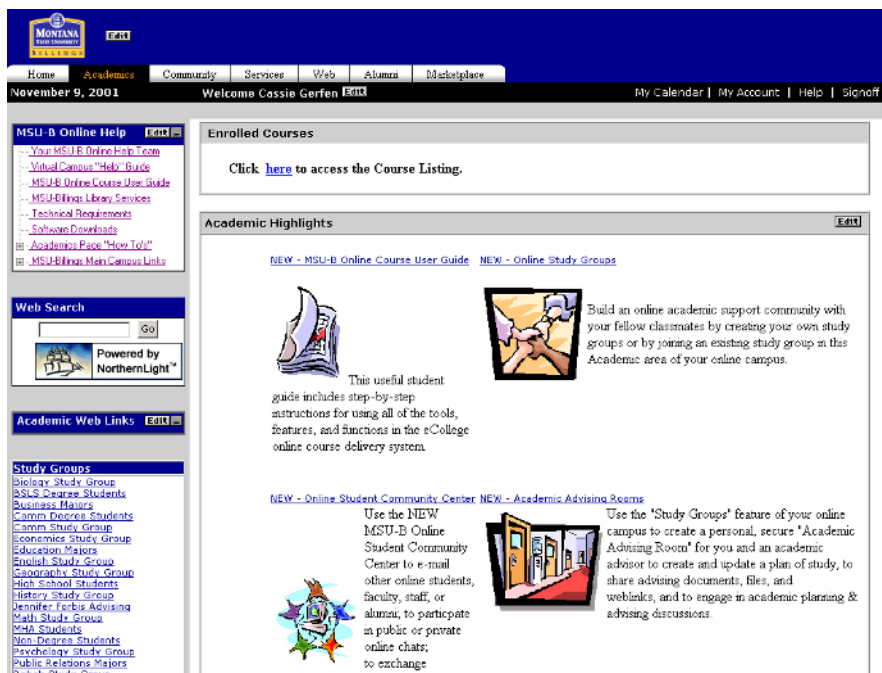 MONTANA
STATE UNIVERSITY
BILLINGS
Edit
Home Academics Community Services Web Alumni Marketplace
November 9, 2001 Welcome Cassie Gerfen Edit My Calendar | My Account | Help | Signoff
MSU-B Online Help Edit
Your MSU-B Online Help Team
Virtual Campus "Help" Guide
MSU-B Online Course User Guide
MSU-Billings Library Services
Technical Requirements
Software Downloads
Academics Page "How To's"
MSU-Billings Main Campus Links
Web Search
Go
Powered by
NorthernLight™
Academic Web Links Edit
Study Groups
Biology Study Group
BSLS Degree Students
Business Majors
Comm Degree Students
Comm Study Group
Economics Study Group
Education Majors
English Study Group
Geography Study Group
High School Students
History Study Group
Jennifer Forbis Advising
Math Study Group
MHA Students
Non-Degree Students
Psychology Study Group
Public Relations Majors
Enrolled Courses
Click here to access the Course Listing.
Academic Highlights Edit
NEW - MSU-B Online Course User Guide
This useful student
guide includes step-by-step
instructions for using all of the tools,
features, and functions in the eCollege
online course delivery system.
NEW - Online Study Groups
Build an online academic support community with
your fellow classmates by creating your own study
groups or by joining an existing study group in this
Academic area of your online campus.
NEW - Online Student Community Center
Use the NEW
MSU-B Online
Student Community
Center to e-mail
other online students,
faculty, staff, or
alumni; to particpate
in public or private
online chats;
to exchange
NEW - Academic Advising Rooms
Use the "Study Groups" feature of your online
campus to create a personal, secure "Academic
Advising Room" for you and an academic
advisor to create and update a plan of study, to
share advising documents, files, and
weblinks, and to engage in academic planning &
advising discussions.